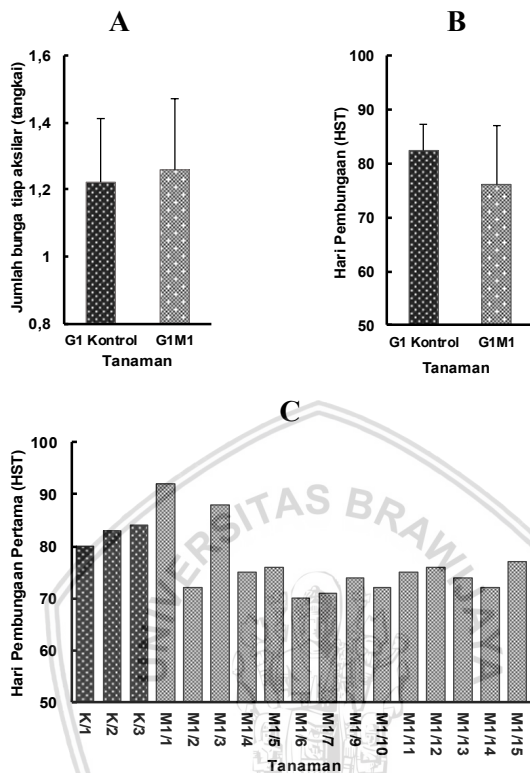 A
Jumlah bunga tiap aksilar (tangkai)
1,6
1,4
1,2
1
0,8
G1 Kontrol G1M1
Tanaman
B
Hari Pembungaan (HST)
100
90
80
70
60
50
G1 Kontrol G1M1
Tanaman
C
Hari Pembungaan Pertama (HST)
100
90
80
70
60
50
K/1 K/2 K/3 M1/1 M1/2 M1/3 M1/4 M1/5 M1/6 M1/7 M1/9 M1/10 M1/11 M1/12 M1/13 M1/14 M1/15
Tanaman
UNIVERSITAS BRAWIJAYA